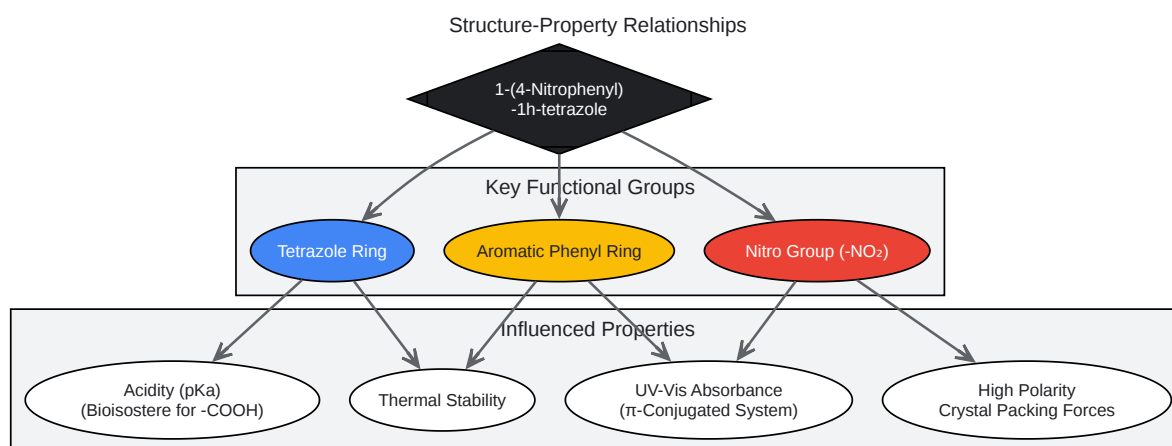 Structure-Property Relationships
1-(4-Nitrophenyl)
-1h-tetrazole
Key Functional Groups
Tetrazole Ring
Aromatic Phenyl Ring
Nitro Group (-NO₂)
Influenced Properties
Acidity (pKa)
(Bioisostere for -COOH)
Thermal Stability
UV-Vis Absorbance
(π-Conjugated System)
High Polarity
Crystal Packing Forces